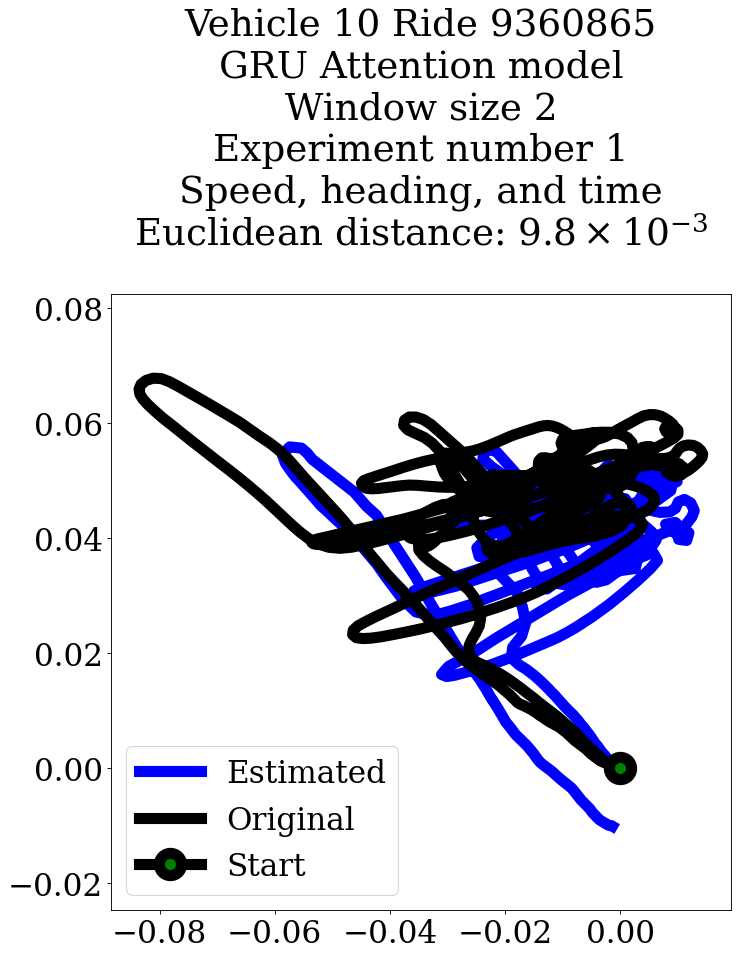 Vehicle 10 Ride 9360865
GRU Attention model
Window size 2
Experiment number 1
Speed, heading, and time
Euclidean distance: 9.8 × 10⁻³
0.08
0.06
0.04
0.02
0.00
−0.02
Estimated
Original
Start
−0.08 −0.06 −0.04 −0.02 0.00